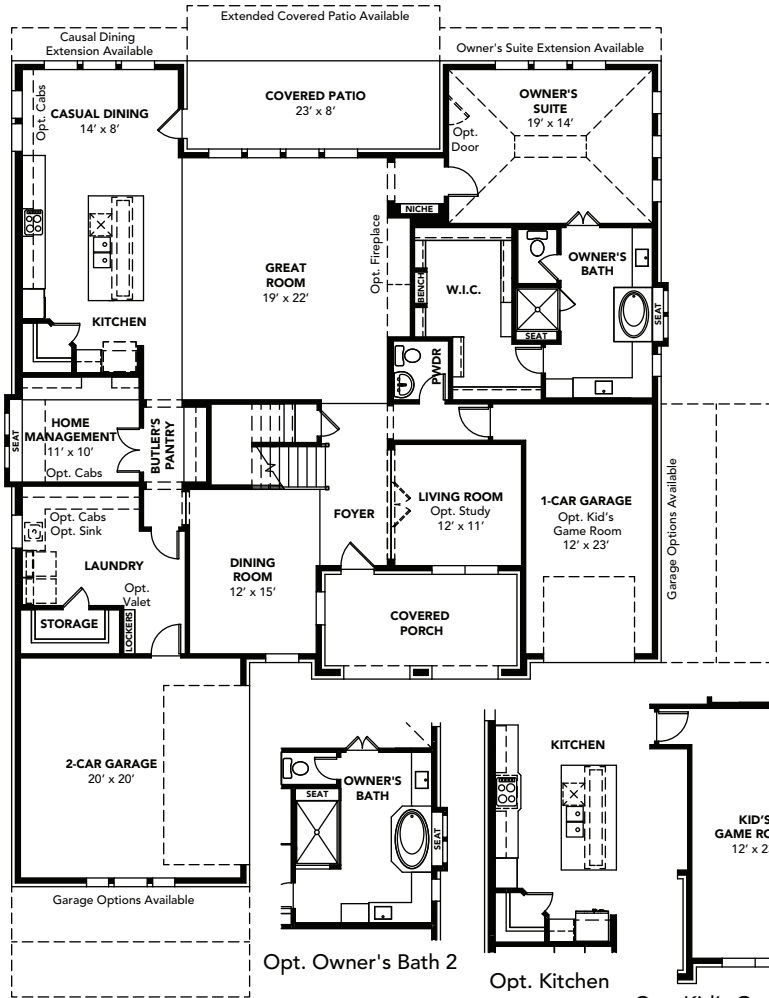 Extended Covered Patio Available
Causal Dining
Extension Available
Owner's Suite Extension Available
Opt. Cabs
CASUAL DINING
14' x 8'
COVERED PATIO
23' x 8'
OWNER'S
SUITE
19' x 14'
Opt.
Door
NICHE
Opt. Fireplace
GREAT
ROOM
19' x 22'
KITCHEN
BENCH
W.I.C.
OWNER'S
BATH
SEAT
SEAT
PWDR
SEAT
HOME
MANAGEMENT
11' x 10'
Opt. Cabs
BUTLER'S
PANTRY
Opt. Cabs
Opt. Sink
LAUNDRY
Opt.
Valet
STORAGE
LOCKERS
DINING
ROOM
12' x 15'
FOYER
LIVING ROOM
Opt. Study
12' x 11'
1-CAR GARAGE
Opt. Kid's
Game Room
12' x 23'
Garage Options Available
COVERED
PORCH
2-CAR GARAGE
20' x 20'
Garage Options Available
OWNER'S
BATH
SEAT
SEAT
Opt. Owner's Bath 2
KITCHEN
Opt. Kitchen
KID'S
GAME RO
12' x 2